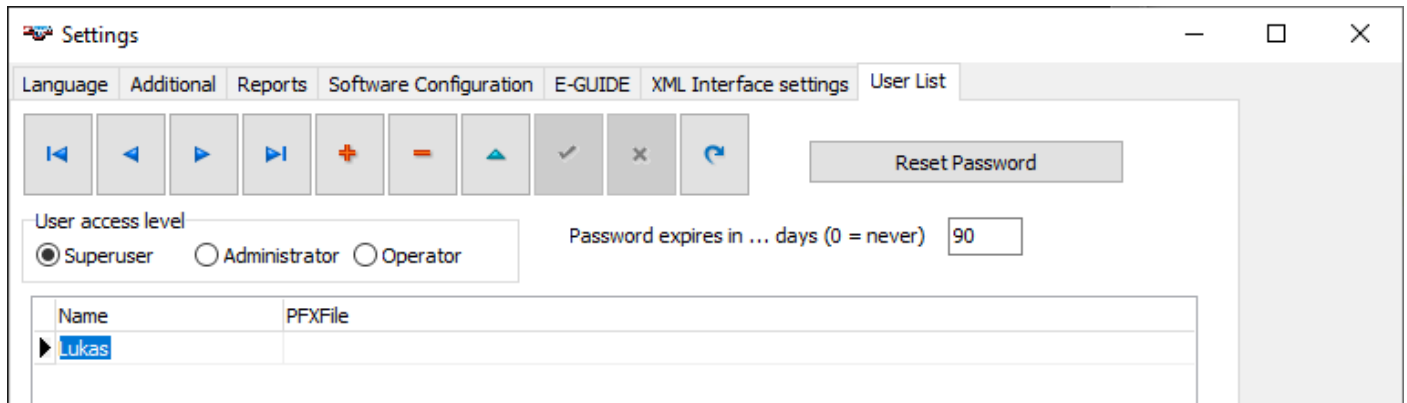 Settings
Language Additional Reports Software Configuration E-GUIDE XML Interface settings User List
Reset Password
User access level
Superuser Administrator Operator
Password expires in ... days (0 = never) 90
Name PFXFile
Lukas